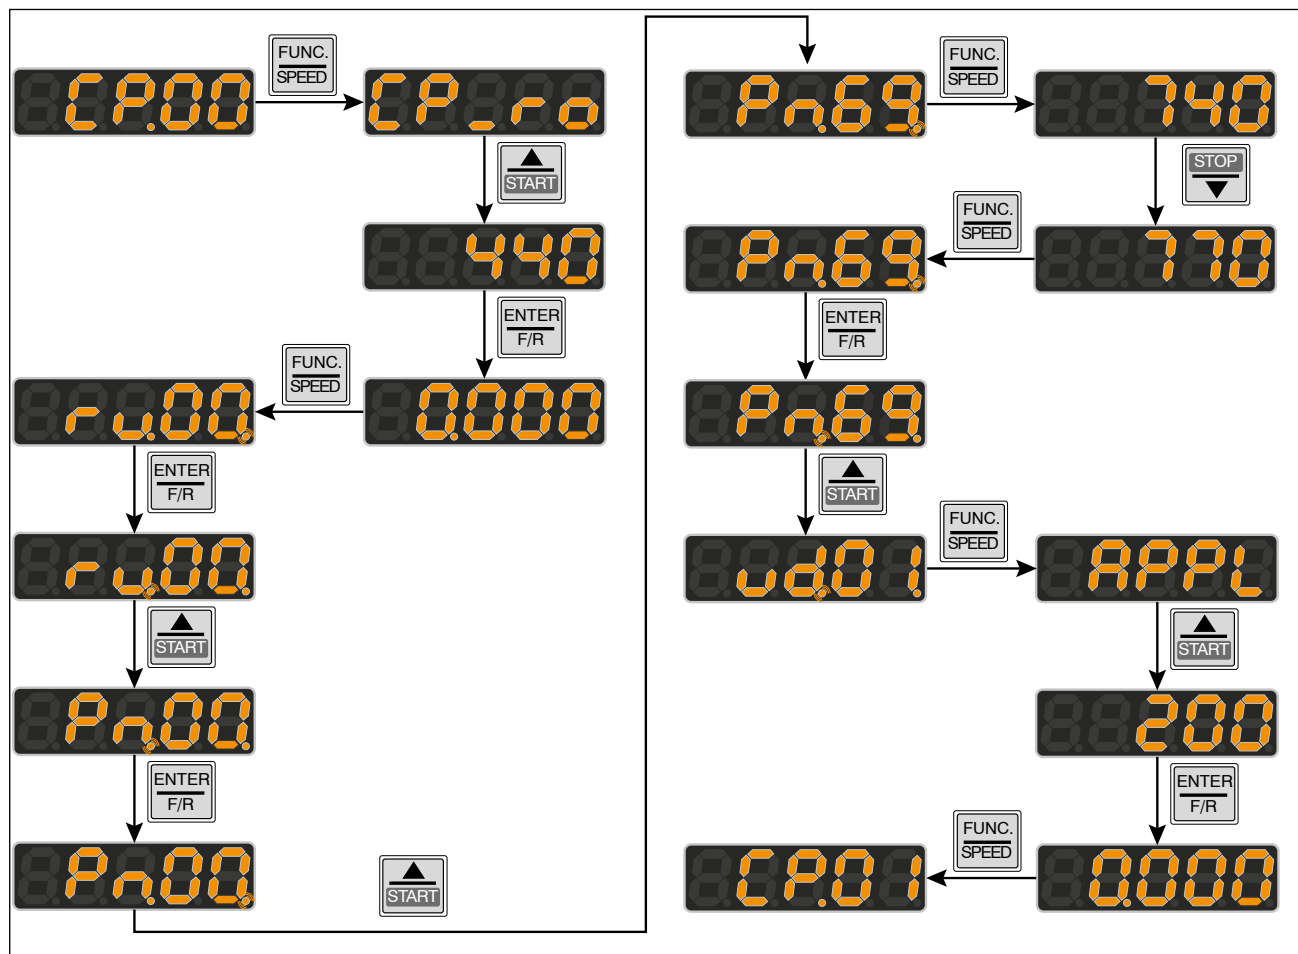 CP.00
FUNC.
SPEED
CP_ro
START
440
ENTER
F/R
0.000
FUNC.
SPEED
ru.00.
ENTER
F/R
ru.00.
START
Pn.00.
ENTER
F/R
Pn.00.
START
Pn.69.
FUNC.
SPEED
740
STOP
770
FUNC.
SPEED
Pn.69.
ENTER
F/R
Pn.69.
START
ud.01.
FUNC.
SPEED
APPL
START
200
ENTER
F/R
0.000
FUNC.
SPEED
CP.01